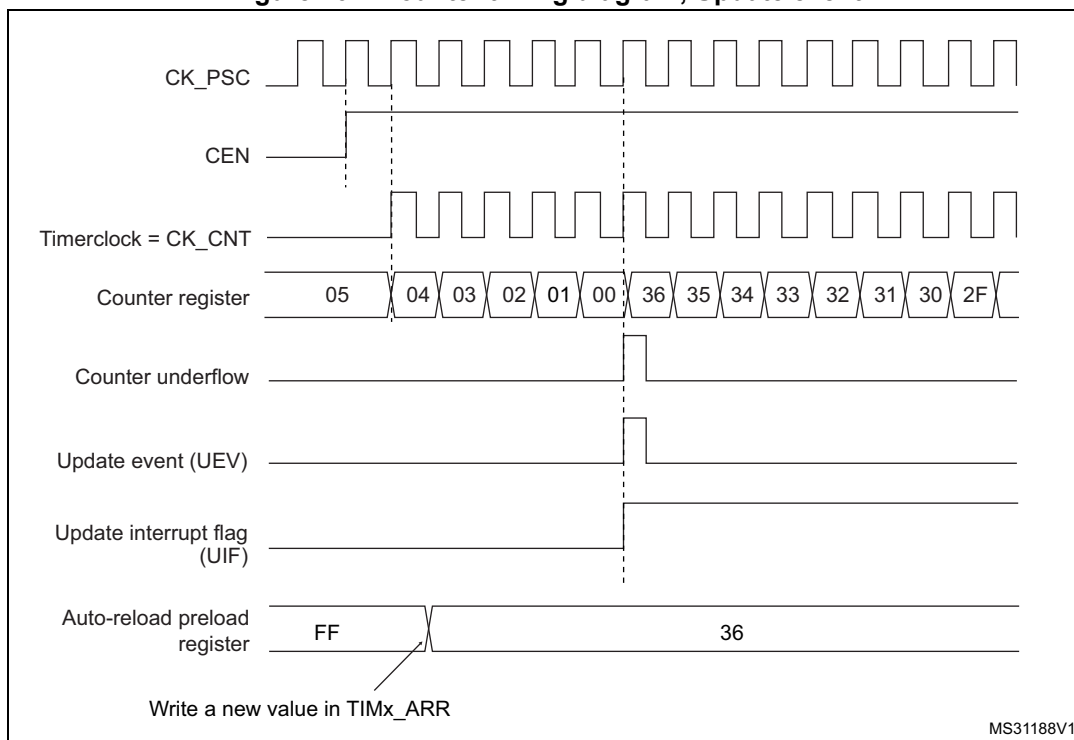 CK_PSC
CEN
Timerclock = CK_CNT
Counter register 05 04 03 02 01 00 36 35 34 33 32 31 30 2F
Counter underflow
Update event (UEV)
Update interrupt flag
(UIF)
Auto-reload preload
register
FF 36
Write a new value in TIMx_ARR
MS31188V1